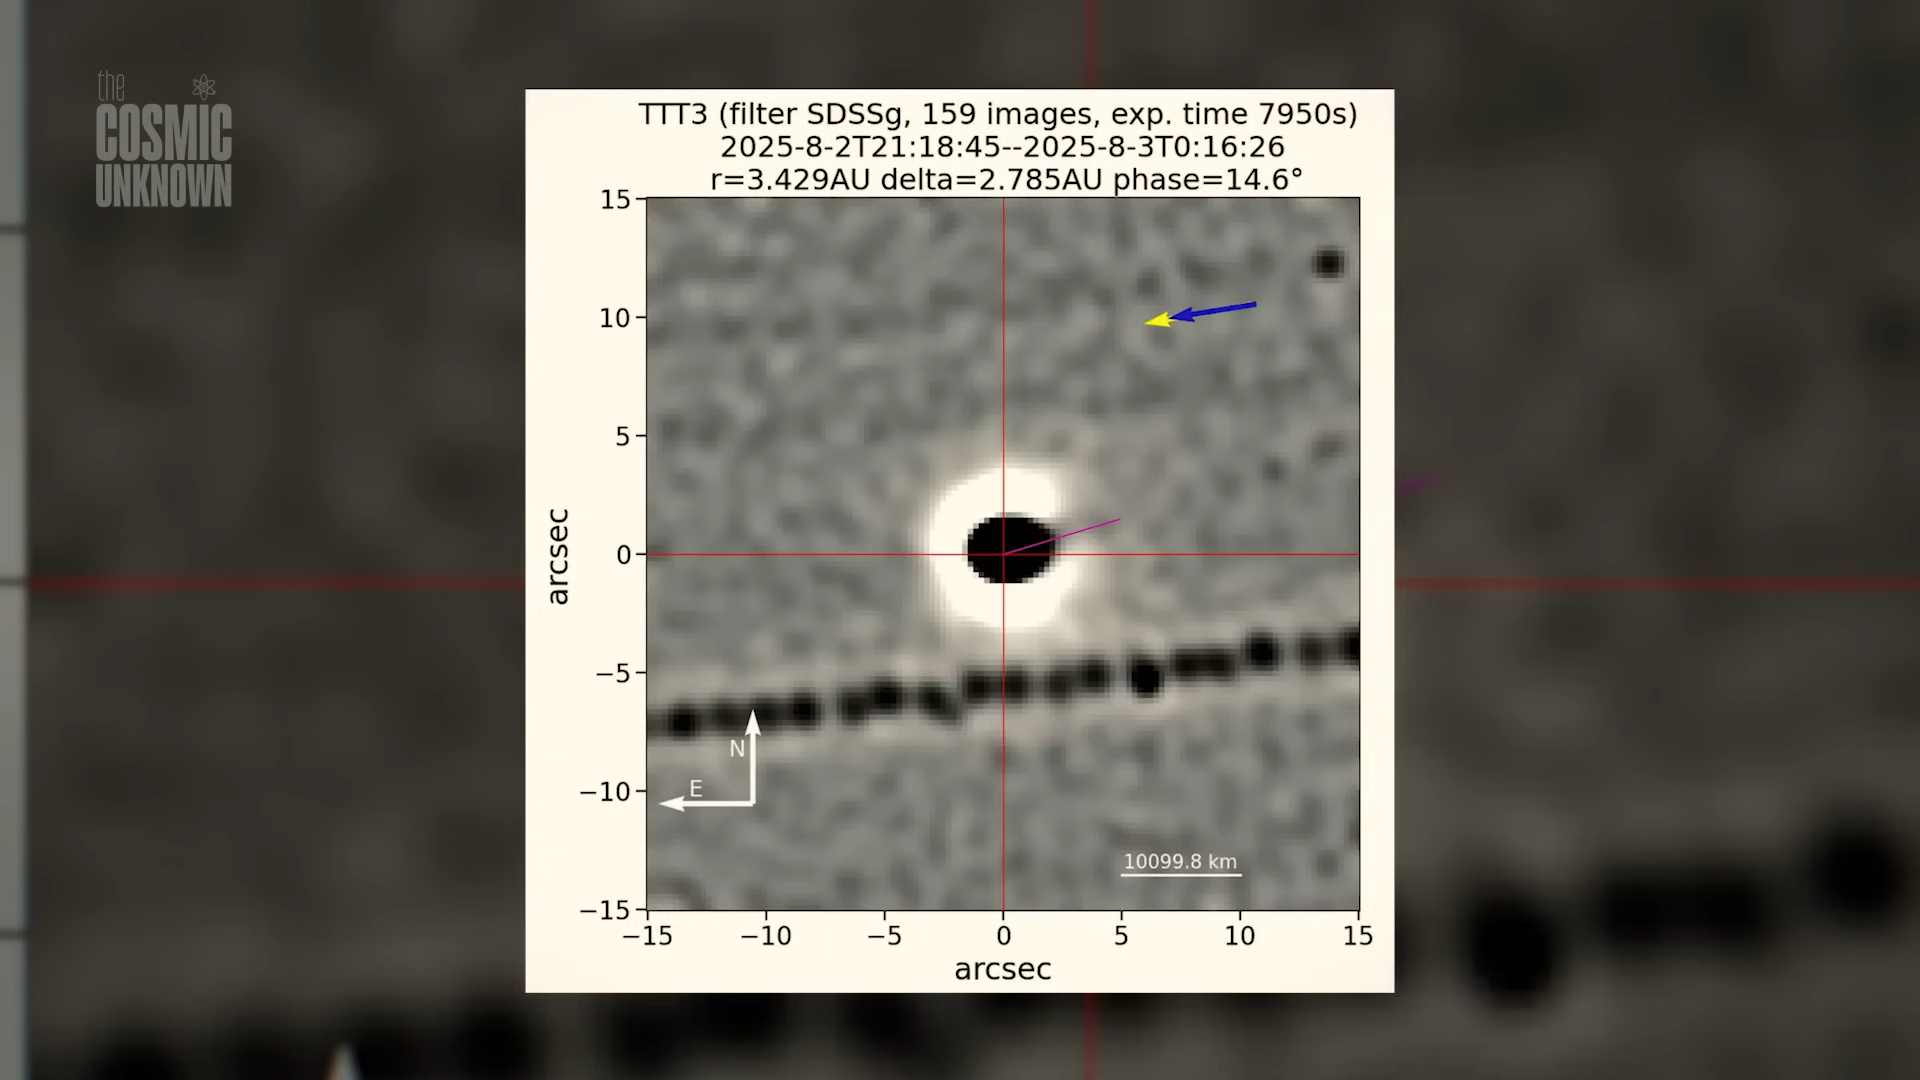 the
COSMIC
UNKNOWN
TTT3 (filter SDSSg, 159 images, exp. time 7950s)
2025-8-2T21:18:45--2025-8-3T0:16:26
r=3.429AU delta=2.785AU phase=14.6°
15
10
5
0
−5
−10
−15
arcsec
N
E
10099.8 km
−15
−10
−5
0
5
10
15
arcsec